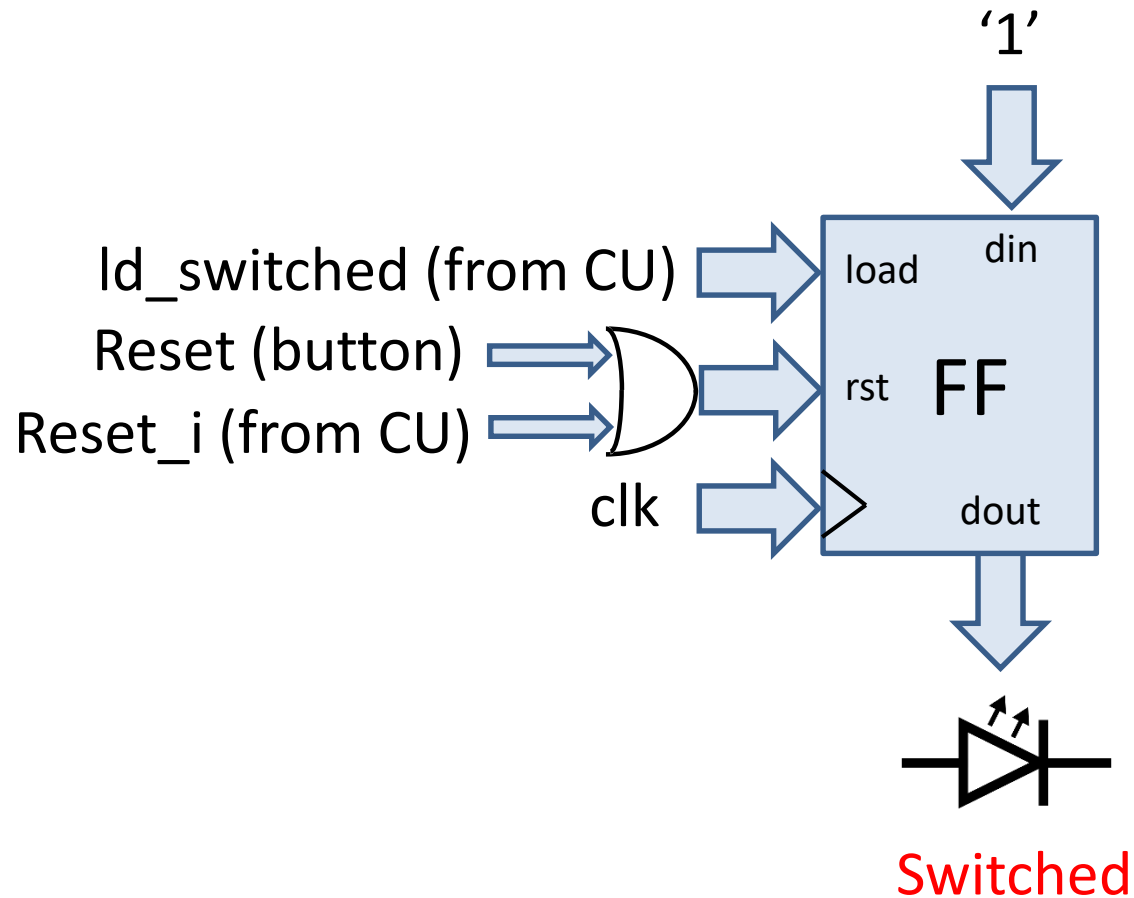 ‘1’
ld_switched (from CU)
load
din
Reset (button)
Reset_i (from CU)
rst
FF
clk
dout
Switched